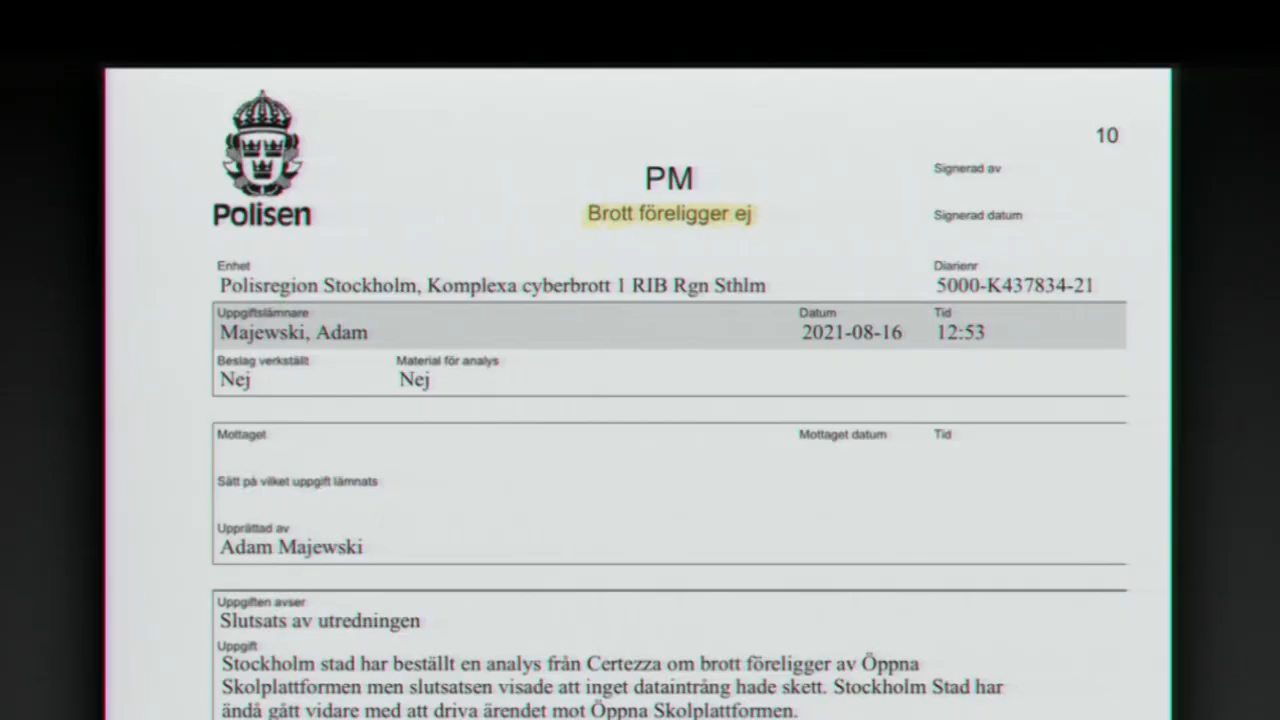 10
PM
Signerad av
Polisen
Brott föreligger ej
Signerad datum
Enhet
Diarienr
Polisregion Stockholm, Komplexa cyberbrott 1 RIB Rgn Sthlm
5000-K437834-21
Uppgiftslämnare
Datum
Tid
Majewski, Adam
2021-08-16
12:53
Beslag verkställt
Material för analys
Nej
Nej
Mottaget
Mottaget datum
Tid
Sätt på vilket uppgift lämnats
Upprättad av
Adam Majewski
Uppgiften avser
Slutsats av utredningen
Uppgift
Stockholm stad har beställt en analys från Certezza om brott föreligger av Öppna
Skolplattformen men slutsatsen visade att inget dataintrång hade skett. Stockholm Stad har
ändå gått vidare med att driva ärendet mot Öppna Skolplattformen.